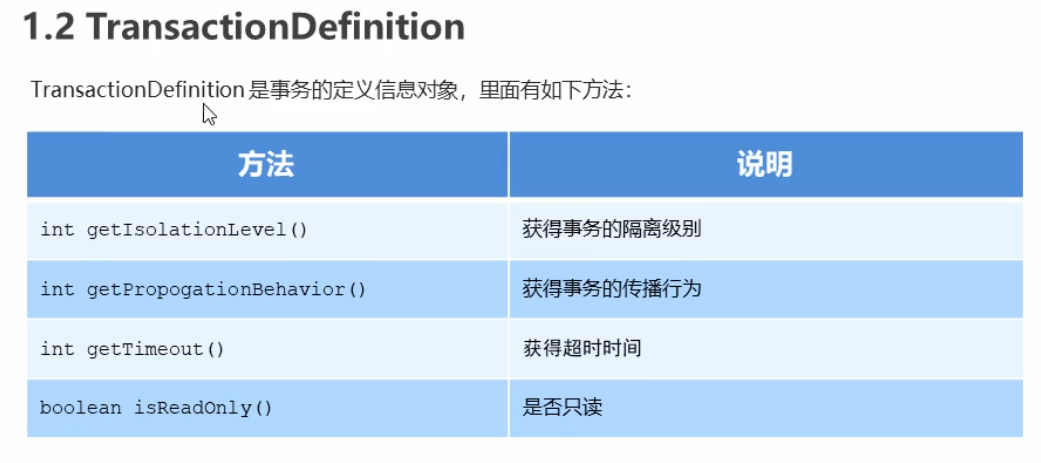 1.2 TransactionDefinition
TransactionDefinition 是事务的定义信息对象，里面有如下方法：
方法 说明
int getIsolationLevel() 获得事务的隔离级别
int getPropogationBehavior() 获得事务的传播行为
int getTimeout() 获得超时时间
boolean isReadOnly() 是否只读